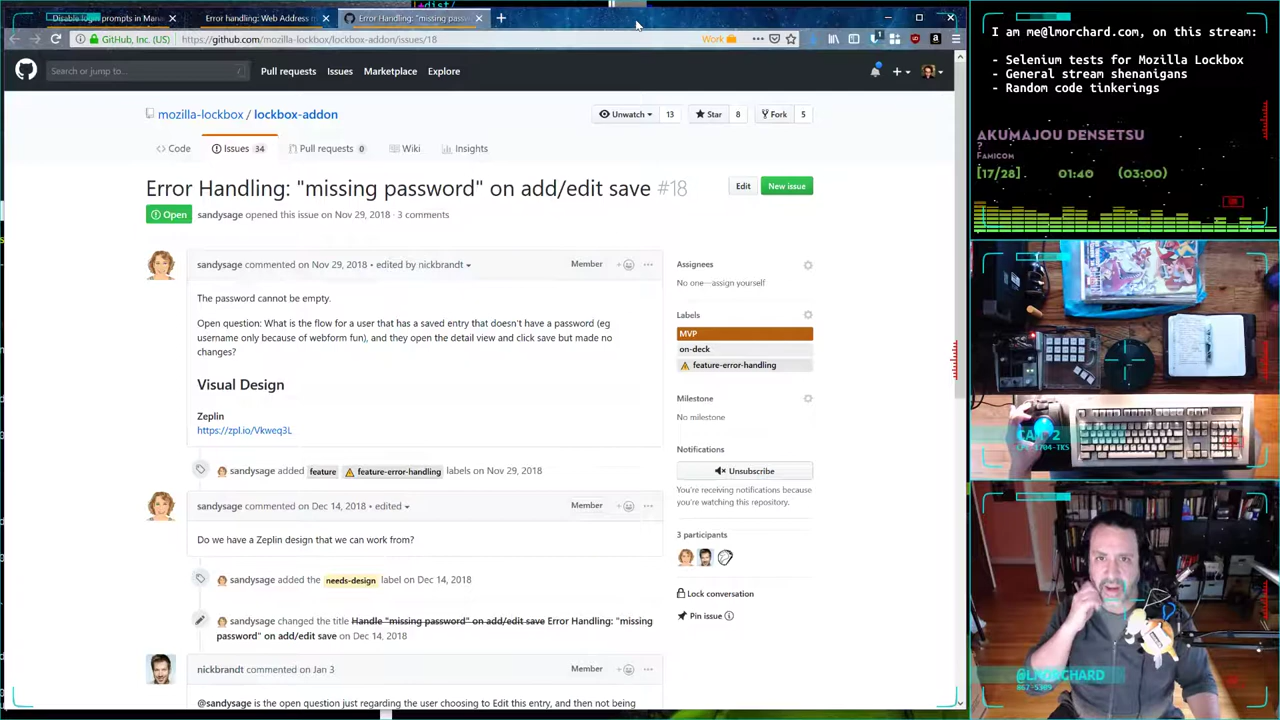 +dist/
Disable login prompts in Mana
Error handling: Web Address m
Error Handling: "missing passw
GitHub, Inc. (US)
https://github.com/mozilla-lockbox/lockbox-addon/issues/18
Work
Search or jump to...
/
Pull requests
Issues
Marketplace
Explore
mozilla-lockbox / lockbox-addon
Unwatch
13
Star
8
Fork
5
Code
Issues 34
Pull requests 0
Wiki
Insights
Error Handling: "missing password" on add/edit save #18
Edit
New issue
Open
sandysage opened this issue on Nov 29, 2018 · 3 comments
sandysage commented on Nov 29, 2018 • edited by nickbrandt
Member
The password cannot be empty.
Open question: What is the flow for a user that has a saved entry that doesn't have a password (eg
username only because of webform fun), and they open the detail view and click save but made no
changes?
Visual Design
Zeplin
https://zpl.io/Vkweq3L
sandysage added feature feature-error-handling labels on Nov 29, 2018
sandysage commented on Dec 14, 2018 • edited
Member
Do we have a Zeplin design that we can work from?
sandysage added the needs-design label on Dec 14, 2018
sandysage changed the title Handle "missing password" on add/edit save Error Handling: "missing
password" on add/edit save on Dec 14, 2018
nickbrandt commented on Jan 3
Member
@sandysage is the open question just regarding the user choosing to Edit this entry, and then not being
Assignees
No one—assign yourself
Labels
MVP
on-deck
feature-error-handling
Milestone
No milestone
Notifications
Unsubscribe
You're receiving notifications because
you're watching this repository.
3 participants
Lock conversation
Pin issue
I am me@lmorchard.com, on this stream:
- Selenium tests for Mozilla Lockbox
- General stream shenanigans
- Random code tinkerings
AKUMAJOU DENSETSU
?
FAMICOM
[17/28]
01:40
(03:00)
CAM 2
@LMORCHARD
867-5309